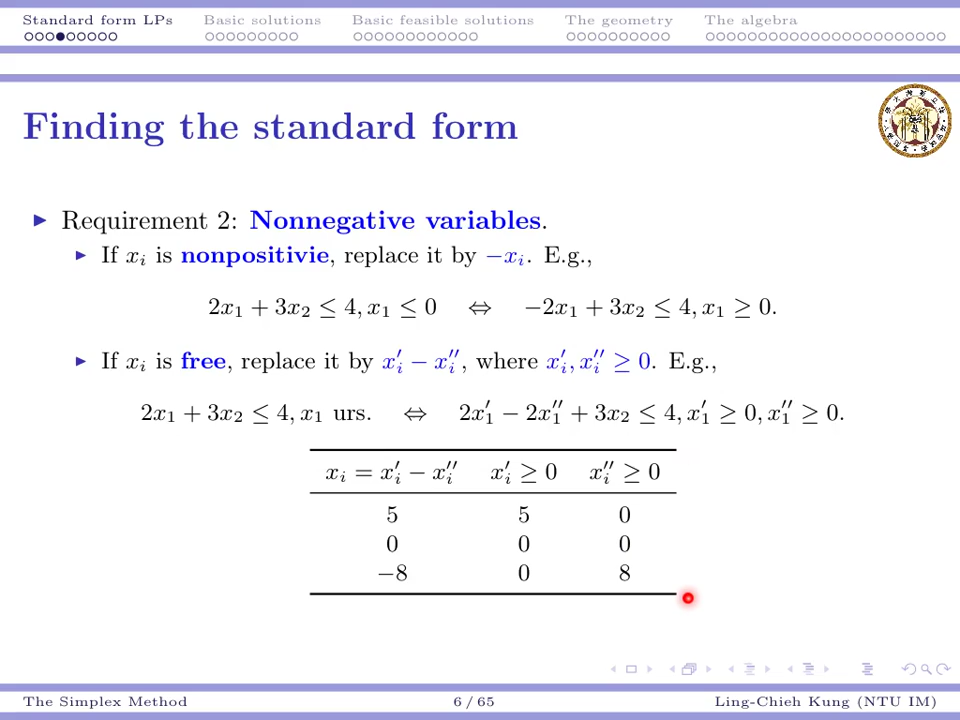 Standard form LPs Basic solutions Basic feasible solutions The geometry The algebra
Finding the standard form
Requirement 2: Nonnegative variables.
If xᵢ is nonpositivie, replace it by −xᵢ. E.g.,
2x₁ + 3x₂ ≤ 4, x₁ ≤ 0 ⇔ −2x₁ + 3x₂ ≤ 4, x₁ ≥ 0.
If xᵢ is free, replace it by x′ᵢ − x″ᵢ, where x′ᵢ, x″ᵢ ≥ 0. E.g.,
2x₁ + 3x₂ ≤ 4, x₁ urs. ⇔ 2x′₁ − 2x″₁ + 3x₂ ≤ 4, x′₁ ≥ 0, x″₁ ≥ 0.
xᵢ = x′ᵢ − x″ᵢ x′ᵢ ≥ 0 x″ᵢ ≥ 0
5 5 0
0 0 0
−8 0 8
The Simplex Method 6 / 65 Ling-Chieh Kung (NTU IM)